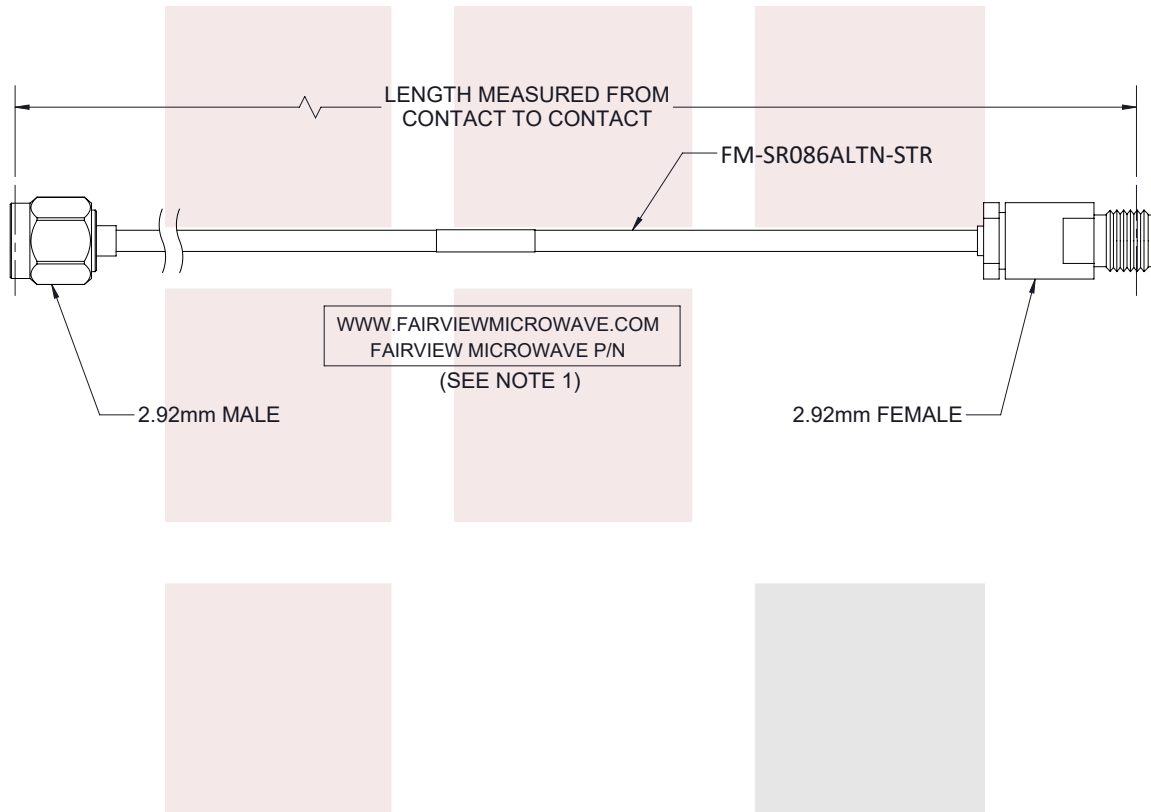 LENGTH MEASURED FROM
CONTACT TO CONTACT
FM-SR086ALTN-STR
WWW.FAIRVIEWMICROWAVE.COM
FAIRVIEW MICROWAVE P/N
(SEE NOTE 1)
2.92mm MALE
2.92mm FEMALE